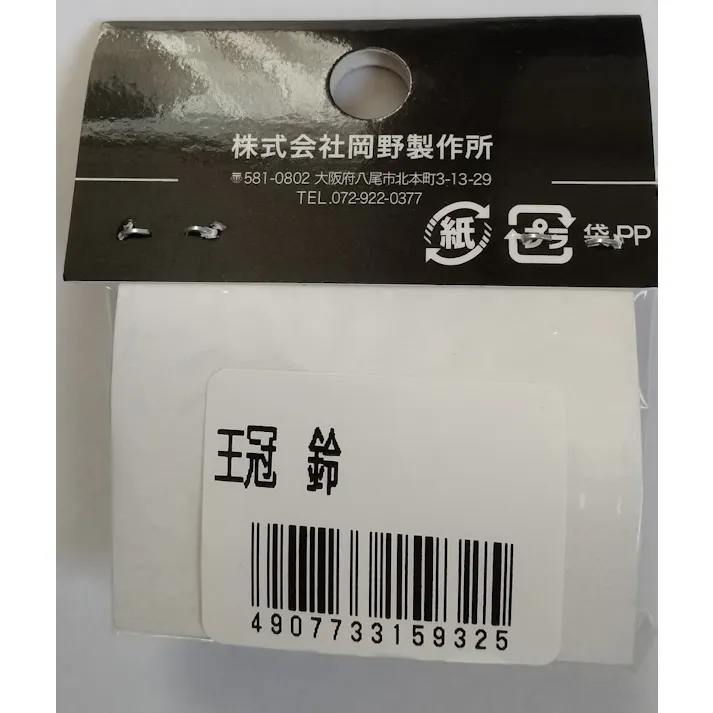 株式会社岡野製作所
〒581-0802 大阪府八尾市北本町3-13-29
TEL.072-922-0377
紙 プラ 袋:PP
王冠 鈴
4907733159325